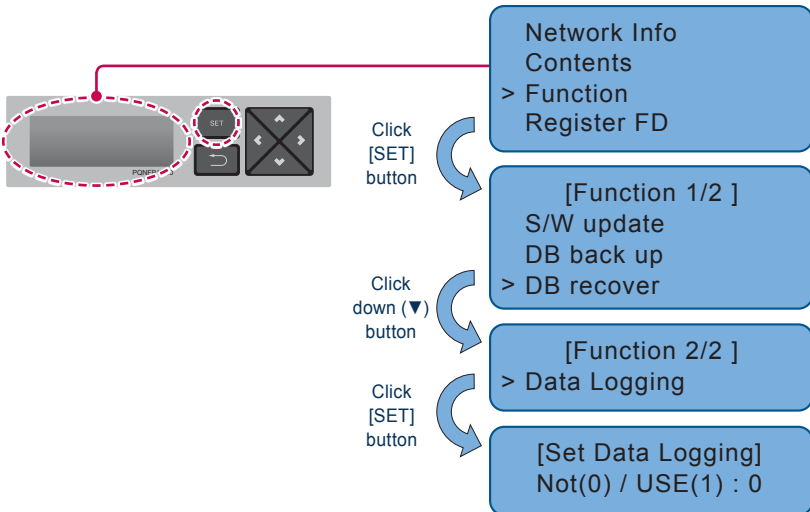 Network Info
Contents
> Function
Register FD
SET
Click
[SET]
button
[Function 1/2 ]
S/W update
DB back up
> DB recover
Click
down (▼)
button
[Function 2/2 ]
> Data Logging
Click
[SET]
button
[Set Data Logging]
Not(0) / USE(1) : 0